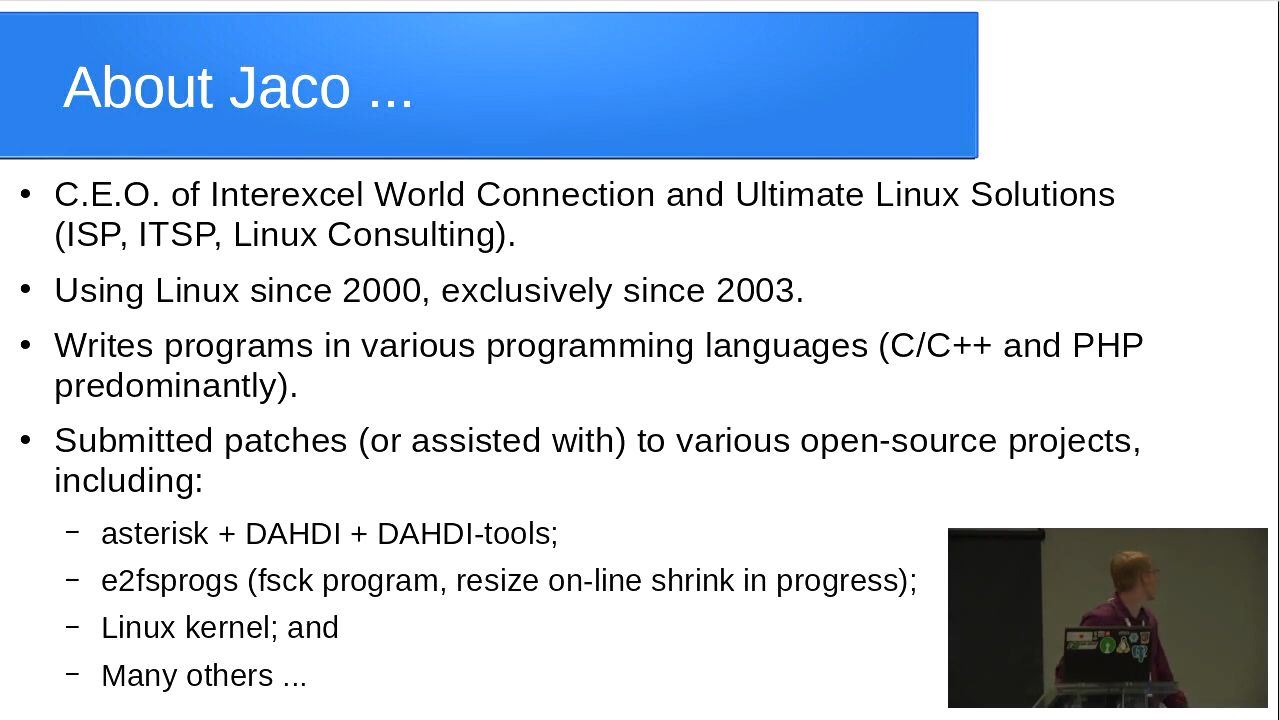 About Jaco ...
• C.E.O. of Interexcel World Connection and Ultimate Linux Solutions
(ISP, ITSP, Linux Consulting).
• Using Linux since 2000, exclusively since 2003.
• Writes programs in various programming languages (C/C++ and PHP
predominantly).
• Submitted patches (or assisted with) to various open-source projects,
including:
– asterisk + DAHDI + DAHDI-tools;
– e2fsprogs (fsck program, resize on-line shrink in progress);
– Linux kernel; and
– Many others ...